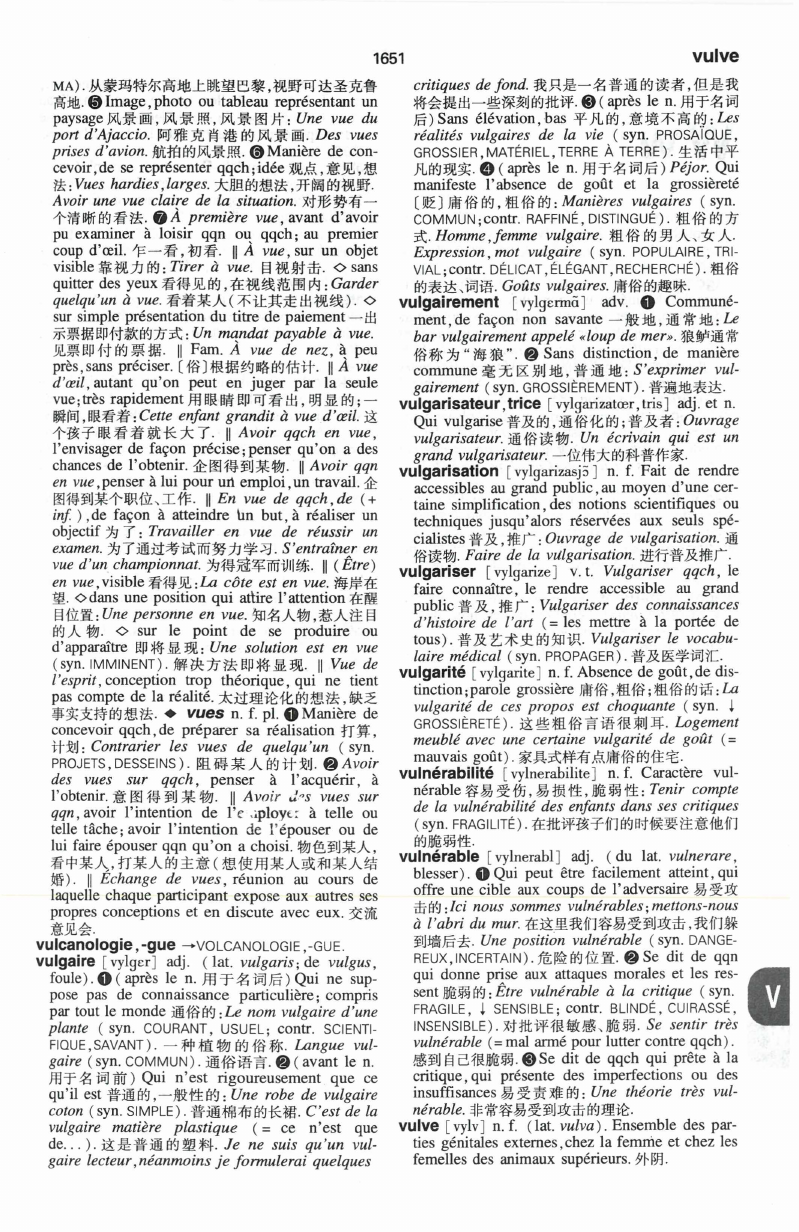 1651
vulve
MA). 从蒙玛特尔高地上眺望巴黎,视野可达圣克鲁
高地. ❺ Image, photo ou tableau représentant un
paysage 风景画, 风景照, 风景图片: Une vue du
port d'Ajaccio. 阿雅克肖港的风景画. Des vues
prises d'avion. 航拍的风景照. ❻ Manière de con-
cevoir, de se représenter qqch; idée 观点, 意见, 想
法: Vues hardies, larges. 大胆的想法, 开阔的视野.
Avoir une vue claire de la situation. 对形势有一
个清晰的看法. ❼ À première vue, avant d'avoir
pu examiner à loisir qqn ou qqch; au premier
coup d'œil. 乍一看, 初看. ‖ À vue, sur un objet
visible 靠视力的: Tirer à vue. 目视射击. ◇ sans
quitter des yeux 看得见的, 在视线范围内: Garder
quelqu'un à vue. 看着某人(不让其走出视线). ◇
sur simple présentation du titre de paiement 一出
示票据即付款的方式: Un mandat payable à vue.
见票即付的票据. ‖ Fam. À vue de nez, à peu
près, sans préciser. [俗]根据约略的估计. ‖ À vue
d'œil, autant qu'on peut en juger par la seule
vue; très rapidement 用眼睛即可看出, 明显的; 一
瞬间, 眼看着: Cette enfant grandit à vue d'œil. 这
个孩子眼看着就长大了. ‖ Avoir qqch en vue,
l'envisager de façon précise; penser qu'on a des
chances de l'obtenir. 企图得到某物. ‖ Avoir qqn
en vue, penser à lui pour un emploi, un travail. 企
图得到某个职位、工作. ‖ En vue de qqch, de (+
inf.), de façon à atteindre un but, à réaliser un
objectif 为了: Travailler en vue de réussir un
examen. 为了通过考试而努力学习. S'entraîner en
vue d'un championnat. 为得冠军而训练. ‖ (Être)
en vue, visible 看得见: La côte est en vue. 海岸在
望. ◇ dans une position qui attire l'attention 在醒
目位置: Une personne en vue. 知名人物, 惹人注目
的人物. ◇ sur le point de se produire ou
d'apparaître 即将显现: Une solution est en vue
(syn. IMMINENT). 解决方法即将显现. ‖ Vue de
l'esprit, conception trop théorique, qui ne tient
pas compte de la réalité. 太过理论化的想法, 缺乏
事实支持的想法. ◆ vues n. f. pl. ❶ Manière de
concevoir qqch, de préparer sa réalisation 打算,
计划: Contrarier les vues de quelqu'un (syn.
PROJETS, DESSEINS). 阻碍某人的计划. ❷ Avoir
des vues sur qqch, penser à l'acquérir, à
l'obtenir. 意图得到某物. ‖ Avoir des vues sur
qqn, avoir l'intention de l'employer à telle ou
telle tâche; avoir l'intention de l'épouser ou de
lui faire épouser qqn qu'on a choisi. 物色到某人,
看中某人, 打某人的主意(想使用某人或和某人结
婚). ‖ Échange de vues, réunion au cours de
laquelle chaque participant expose aux autres ses
propres conceptions et en discute avec eux. 交流
意见会.
vulcanologie, -gue →VOLCANOLOGIE, -GUE.
vulgaire [vylgɛr] adj. (lat. vulgaris; de vulgus,
foule). ❶ (après le n. 用于名词后) Qui ne sup-
pose pas de connaissance particulière; compris
par tout le monde 通俗的: Le nom vulgaire d'une
plante (syn. COURANT, USUEL; contr. SCIENTI-
FIQUE, SAVANT). 一种植物的俗称. Langue vul-
gaire (syn. COMMUN). 通俗语言. ❷ (avant le n.
用于名词前) Qui n'est rigoureusement que ce
qu'il est 普通的, 一般性的: Une robe de vulgaire
coton (syn. SIMPLE). 普通棉布的长裙. C'est de la
vulgaire matière plastique (= ce n'est que
de...). 这是普通的塑料. Je ne suis qu'un vul-
gaire lecteur, néanmoins je formulerai quelques
critiques de fond. 我只是一名普通的读者, 但是我
将会提出一些深刻的批评. ❸ (après le n. 用于名词
后) Sans élévation, bas 平凡的, 意境不高的: Les
réalités vulgaires de la vie (syn. PROSAÏQUE,
GROSSIER, MATÉRIEL, TERRE À TERRE). 生活中平
凡的现实. ❹ (après le n. 用于名词后) Péjor. Qui
manifeste l'absence de goût et la grossièreté
[贬] 庸俗的, 粗俗的: Manières vulgaires (syn.
COMMUN; contr. RAFFINÉ, DISTINGUÉ). 粗俗的方
式. Homme, femme vulgaire. 粗俗的男人、女人.
Expression, mot vulgaire (syn. POPULAIRE, TRI-
VIAL; contr. DÉLICAT, ÉLÉGANT, RECHERCHÉ). 粗俗
的表达、词语. Goûts vulgaires. 庸俗的趣味.
vulgairement [vylgɛrmɑ̃] adv. ❶ Communé-
ment, de façon non savante 一般地, 通常地: Le
bar vulgairement appelé «loup de mer». 狼鲈通常
俗称为“海狼”. ❷ Sans distinction, de manière
commune 毫无区别地, 普通地: S'exprimer vul-
gairement (syn. GROSSIÈREMENT). 普遍地表达.
vulgarisateur, trice [vylgarizatœr, tris] adj. et n.
Qui vulgarise 普及的, 通俗化的; 普及者: Ouvrage
vulgarisateur. 通俗读物. Un écrivain qui est un
grand vulgarisateur. 一位伟大的科普作家.
vulgarisation [vylgarizasjɔ̃] n. f. Fait de rendre
accessibles au grand public, au moyen d'une cer-
taine simplification, des notions scientifiques ou
techniques jusqu'alors réservées aux seuls spé-
cialistes 普及, 推广: Ouvrage de vulgarisation. 通
俗读物. Faire de la vulgarisation. 进行普及推广.
vulgariser [vylgarize] v. t. Vulgariser qqch, le
faire connaître, le rendre accessible au grand
public 普及, 推广: Vulgariser des connaissances
d'histoire de l'art (= les mettre à la portée de
tous). 普及艺术史的知识. Vulgariser le vocabu-
laire médical (syn. PROPAGER). 普及医学词汇.
vulgarité [vylgarite] n. f. Absence de goût, de dis-
tinction; parole grossière 庸俗, 粗俗; 粗俗的话: La
vulgarité de ces propos est choquante (syn. ↓
GROSSIÈRETÉ). 这些粗俗言语很刺耳. Logement
meublé avec une certaine vulgarité de goût (=
mauvais goût). 家具式样有点庸俗的住宅.
vulnérabilité [vylnerabilite] n. f. Caractère vul-
nérable 容易受伤, 易损性, 脆弱性: Tenir compte
de la vulnérabilité des enfants dans ses critiques
(syn. FRAGILITÉ). 在批评孩子们的时候要注意他们
的脆弱性.
vulnérable [vylnerabl] adj. (du lat. vulnerare,
blesser). ❶ Qui peut être facilement atteint, qui
offre une cible aux coups de l'adversaire 易受攻
击的: Ici nous sommes vulnérables; mettons-nous
à l'abri du mur. 在这里我们容易受到攻击, 我们躲
到墙后去. Une position vulnérable (syn. DANGE-
REUX, INCERTAIN). 危险的位置. ❷ Se dit de qqn
qui donne prise aux attaques morales et les res-
sent 脆弱的: Être vulnérable à la critique (syn.
FRAGILE, ↓ SENSIBLE; contr. BLINDÉ, CUIRASSÉ,
INSENSIBLE). 对批评很敏感、脆弱. Se sentir très
vulnérable (= mal armé pour lutter contre qqch).
感到自己很脆弱. ❸ Se dit de qqch qui prête à la
critique, qui présente des imperfections ou des
insuffisances 易受责难的: Une théorie très vul-
nérable. 非常容易受到攻击的理论.
vulve [vylv] n. f. (lat. vulva). Ensemble des par-
ties génitales externes, chez la femme et chez les
femelles des animaux supérieurs. 外阴.
V